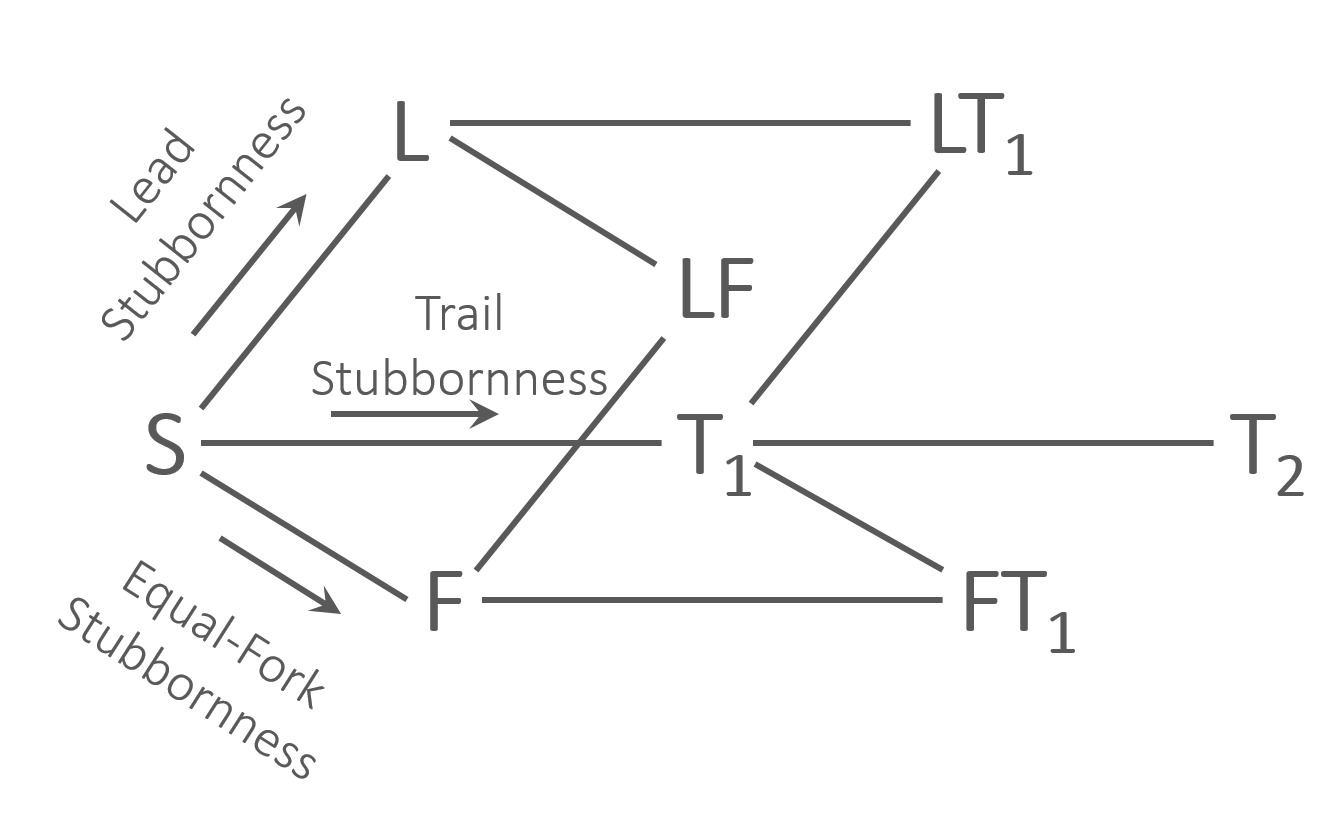 L
LT1
Lead
Stubbornness
LF
Trail
Stubbornness
S
T1
T2
F
FT1
Equal-Fork
Stubbornness